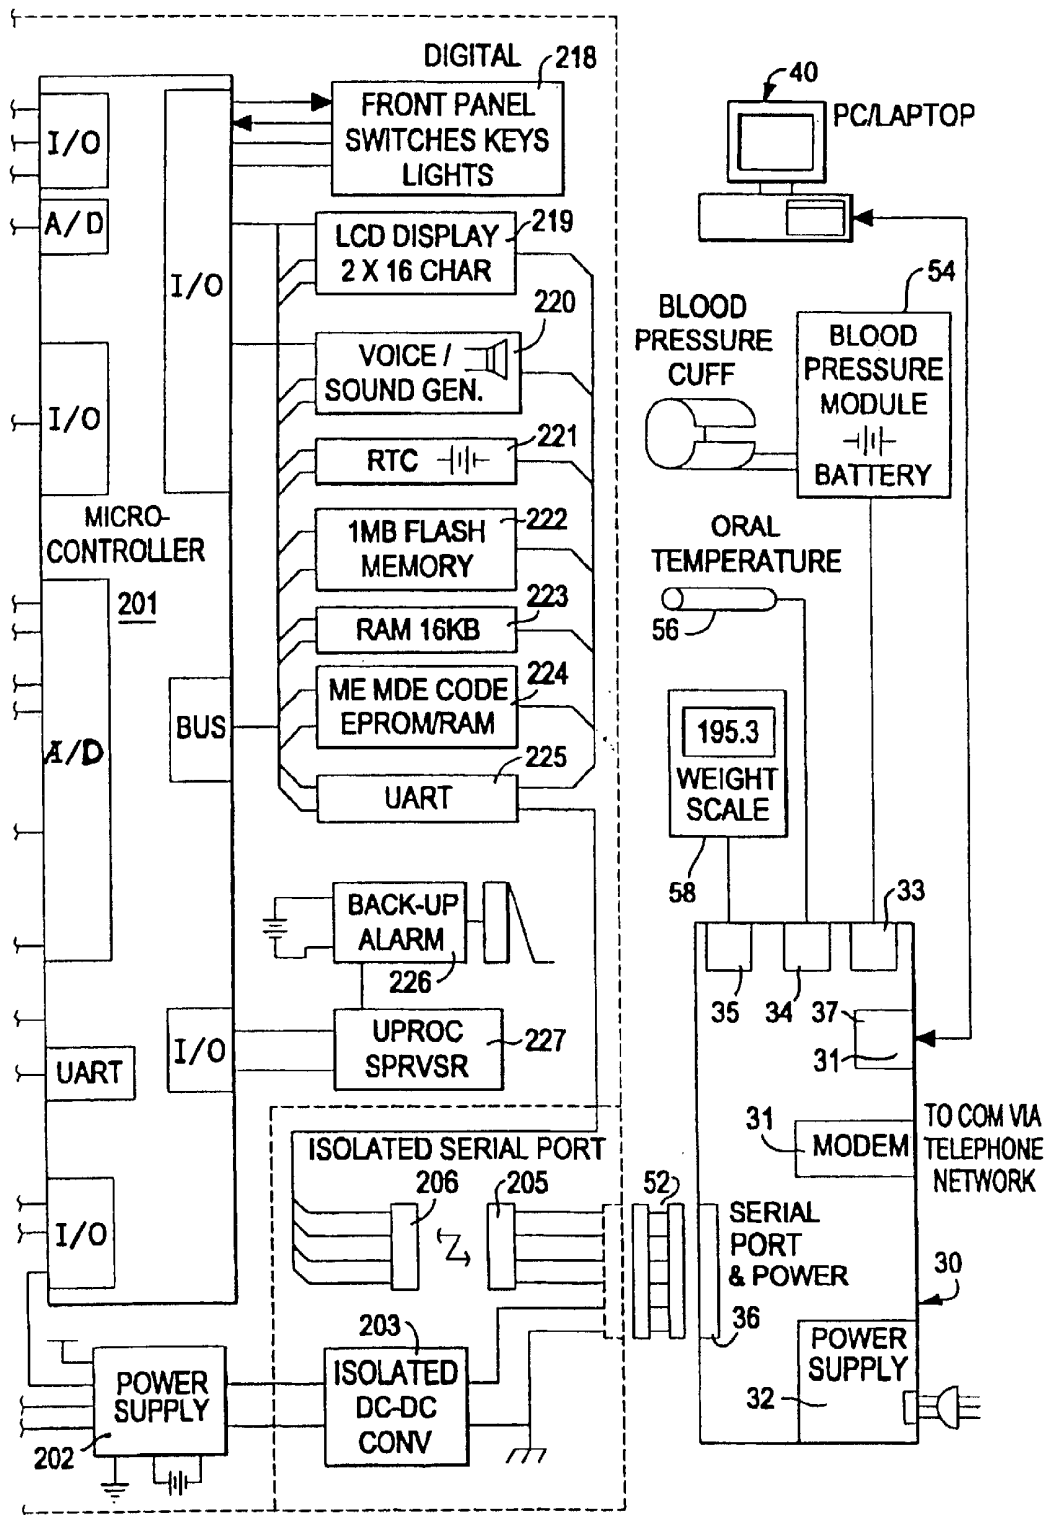 DIGITAL
218
FRONT PANEL
SWITCHES KEYS
LIGHTS
I/O
A/D
I/O
I/O
MICRO-
CONTROLLER
201
A/D
BUS
I/O
UART
I/O
LCD DISPLAY
2 X 16 CHAR
219
VOICE /
SOUND GEN.
220
RTC
221
1MB FLASH
MEMORY
222
RAM 16KB
223
ME MDE CODE
EPROM/RAM
224
UART
225
BACK-UP
ALARM
226
UPROC
SPRVSR
227
ISOLATED SERIAL PORT
206
205
203
ISOLATED
DC-DC
CONV
POWER
SUPPLY
202
40
PC/LAPTOP
54
BLOOD
PRESSURE
CUFF
BLOOD
PRESSURE
MODULE
BATTERY
ORAL
TEMPERATURE
56
195.3
WEIGHT
SCALE
58
33
35
34
37
31
31
MODEM
TO COM VIA
TELEPHONE
NETWORK
52
SERIAL
PORT
& POWER
36
30
POWER
SUPPLY
32